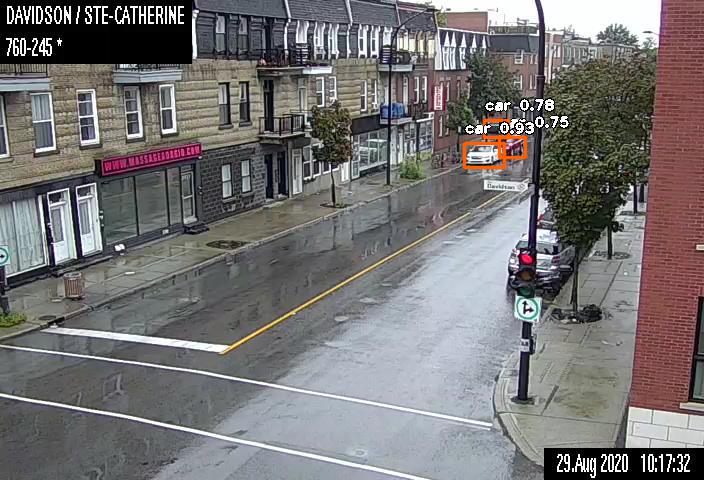 DAVIDSON / STE-CATHERINE
760-245 *
car 0.78
0.75
car 0.93
WWW.MASSAGEADARIO.COM
Davidson
29.Aug 2020 10:17:32